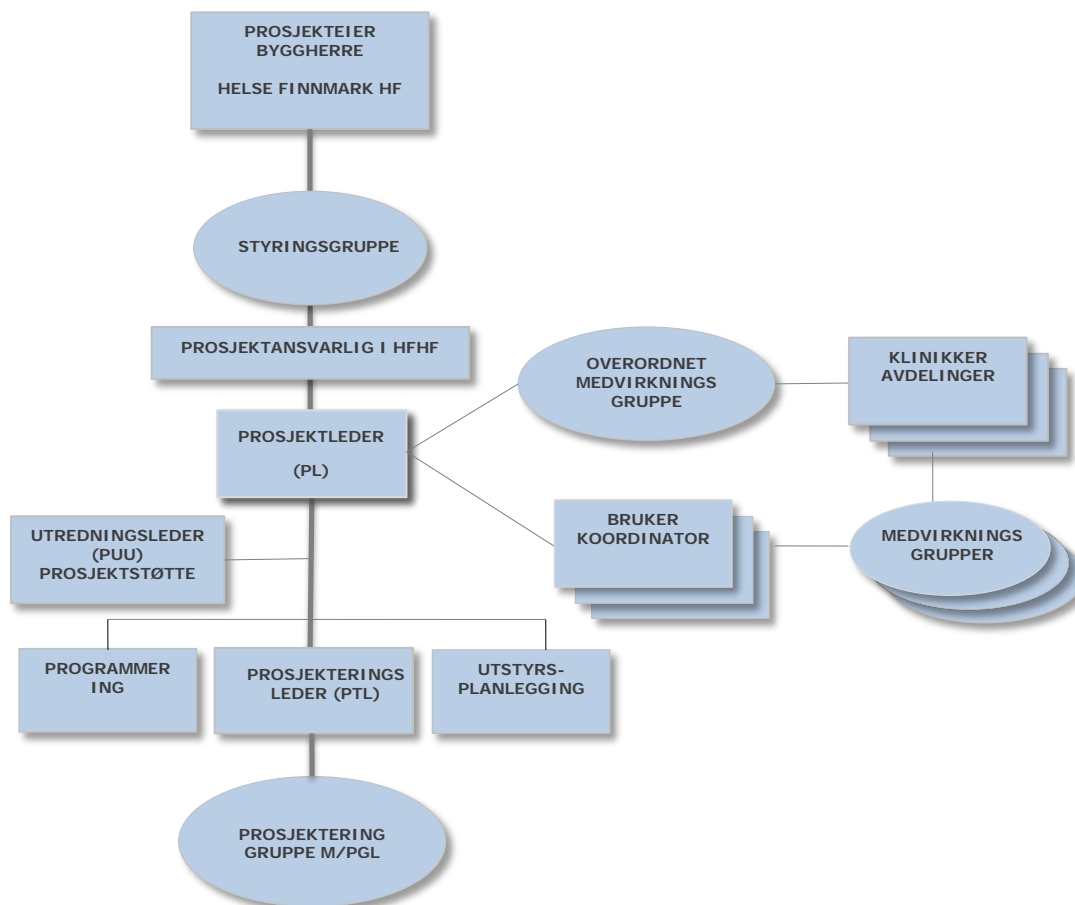 PROSJEKTEIER
BYGGHERRE
HELSE FINNMARK HF
STYRINGSGRUPPE
PROSJEKTANSVARLIG I HFHF
OVERORDNET
MEDVIRKNINGS
GRUPPE
KLINIKKER
AVDELINGER
PROSJEKTLEDER
(PL)
UTREDNINGSLEDER
(PUU)
PROSJEKTSTØTTE
BRUKER
KOORDINATOR
MEDVIRKNINGS
GRUPPER
PROGRAMMER
ING
PROSJEKTERINGS
LEDER (PTL)
UTSTYRS-
PLANLEGGING
PROSJEKTERING
GRUPPE M/PGL